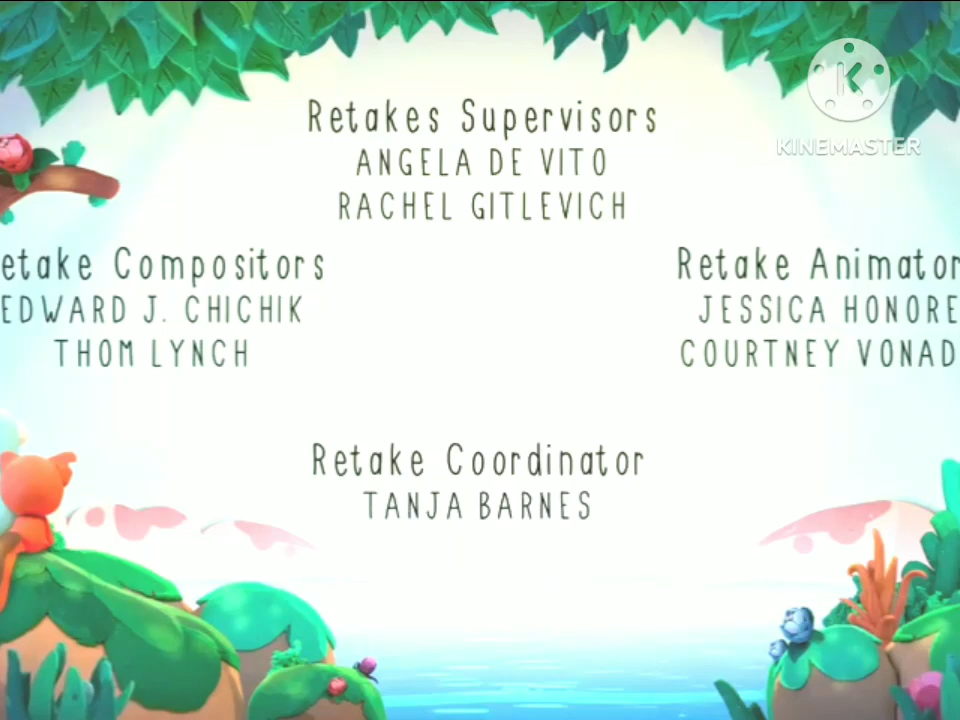 Retakes Supervisors
ANGELA DE VITO
RACHEL GITLEVICH
KINEMASTER
etake Compositors
EDWARD J. CHICHIK
THOM LYNCH
Retake Animator
JESSICA HONORE
COURTNEY VONAD
Retake Coordinator
TANJA BARNES